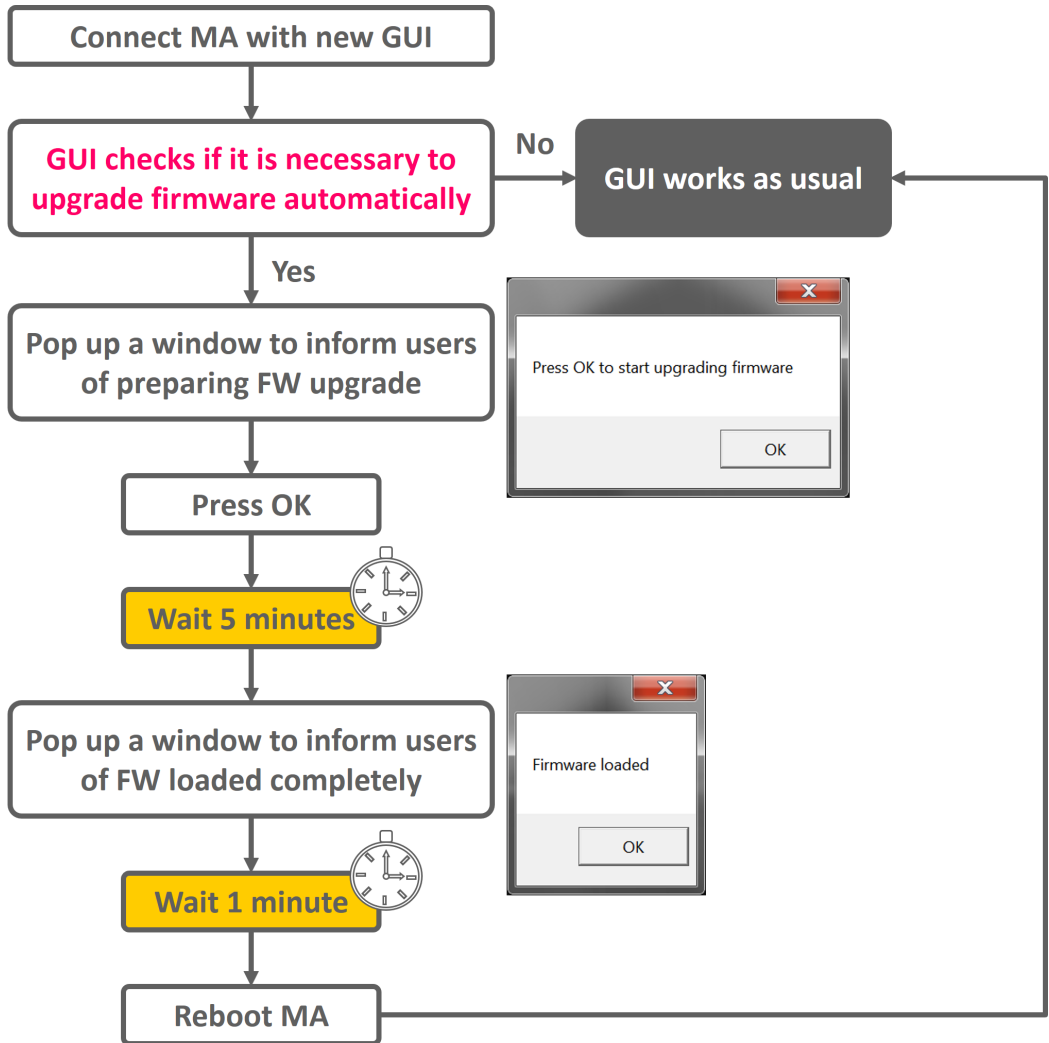 Connect MA with new GUI
GUI checks if it is necessary to
upgrade firmware automatically
No
GUI works as usual
Yes
Pop up a window to inform users
of preparing FW upgrade
X
Press OK to start upgrading firmware
OK
Press OK
Wait 5 minutes
Pop up a window to inform users
of FW loaded completely
X
Firmware loaded
OK
Wait 1 minute
Reboot MA